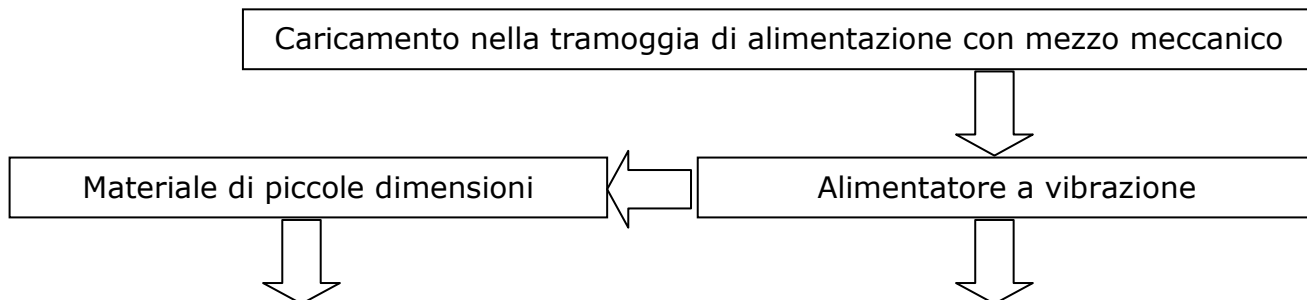 Caricamento nella tramoggia di alimentazione con mezzo meccanico
Materiale di piccole dimensioni
Alimentatore a vibrazione